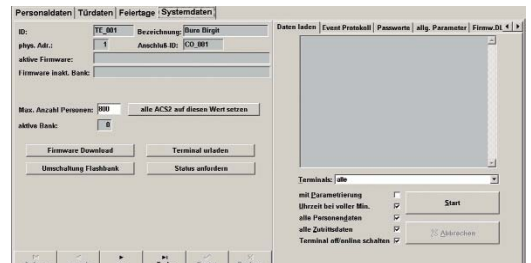 Personaldaten Türdaten Feiertage Systemdaten
ID: TE_001 Bezeichnung: Büro Birgit
phys. Adr.: 1 Anschluß-ID: CO_001
aktive Firmware:
Firmware inakt. Bank:
Max. Anzahl Personen: 800 alle ACS2 auf diesen Wert setzen
aktive Bank: 0
Firmware Download Terminal urladen
Umschaltung Flashbank Status anfordern
Daten laden Event Protokoll Passworte allg. Parameter Firmw.DL
Terminals: alle
mit Parametrierung
Uhrzeit bei voller Min.
alle Personendaten
alle Zutrittsdaten
Terminal off/online schalten
Start
Abbrechen